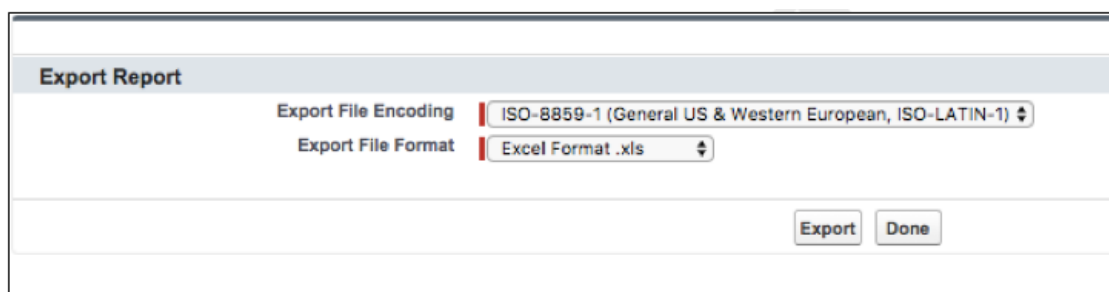 Export Report
Export File Encoding ISO-8859-1 (General US & Western European, ISO-LATIN-1)
Export File Format Excel Format .xls
Export Done